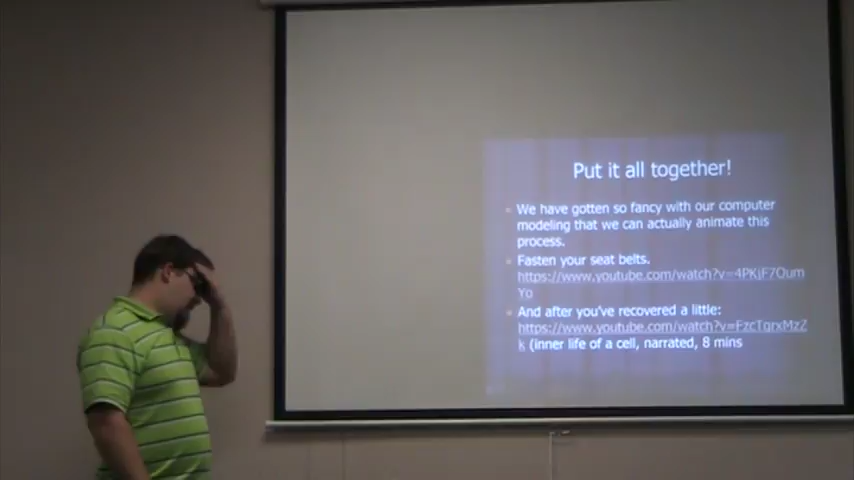 Put it all together!
We have gotten so fancy with our computer
modeling that we can actually animate this
process.
Fasten your seat belts.
https://www.youtube.com/watch?v=4PKjF7OumYo
And after you've recovered a little:
https://www.youtube.com/watch?v=FzcTgrxMzZ
k (inner life of a cell, narrated, 8 mins